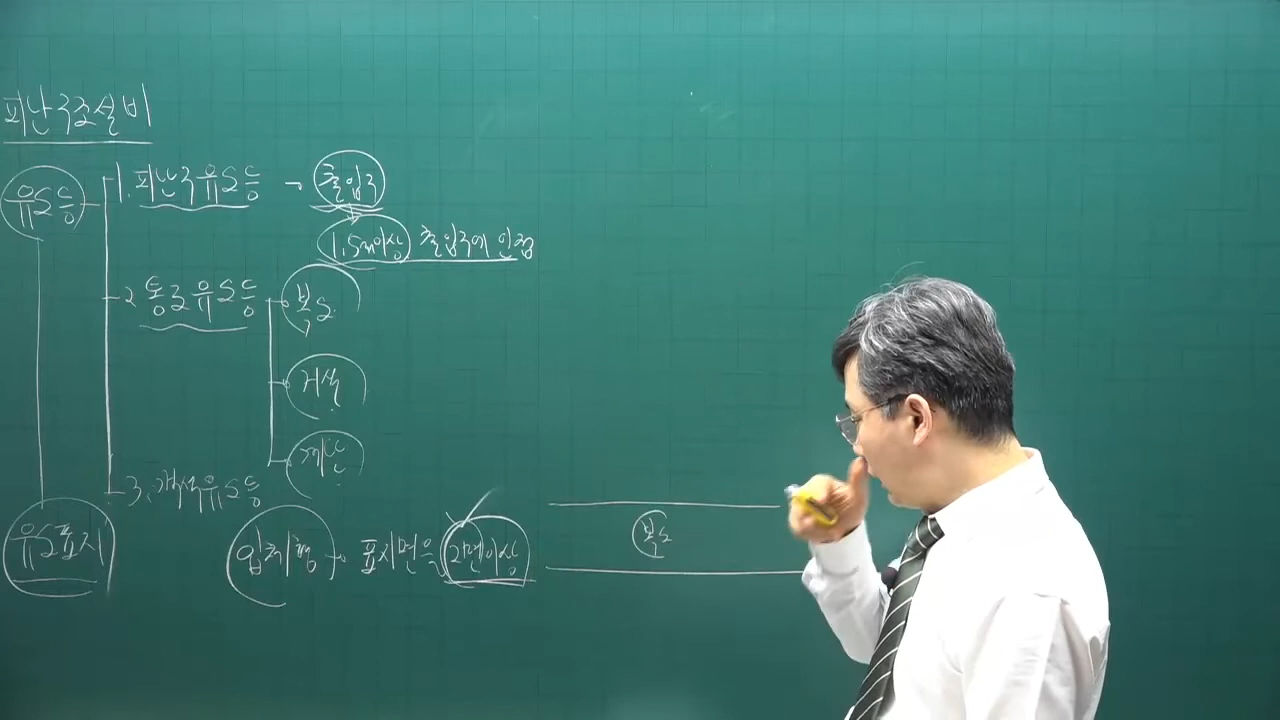 피난구조설비
유도등 1. 피난구유도등 → 출입구
1.5m이상 출입구에 인접
2 통로유도등 복도
거실
계단
3. 객석유도등
유도표지 입체형 → 표지면을 2면이상 복도